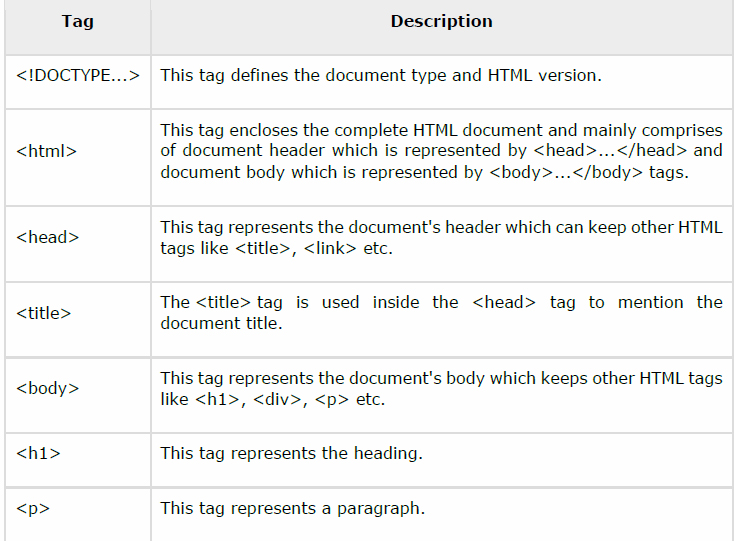 Tag Description
<!DOCTYPE...> This tag defines the document type and HTML version.
This tag encloses the complete HTML document and mainly comprises
<html> of document header which is represented by <head>...</head> and
document body which is represented by <body>...</body> tags.
<head> This tag represents the document's header which can keep other HTML
tags like <title>, <link> etc.
<title> The <title> tag is used inside the <head> tag to mention the
document title.
<body> This tag represents the document's body which keeps other HTML tags
like <h1>, <div>, <p> etc.
<h1> This tag represents the heading.
<p> This tag represents a paragraph.